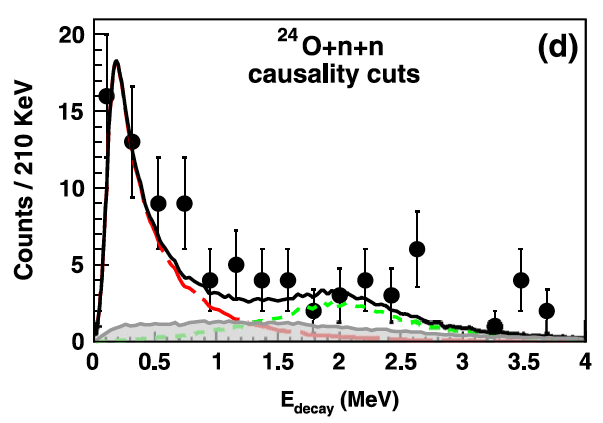 ²⁴O+n+n
causality cuts
(d)
Counts / 210 KeV
20
15
10
5
0
0 0.5 1 1.5 2 2.5 3 3.5 4
E_decay (MeV)